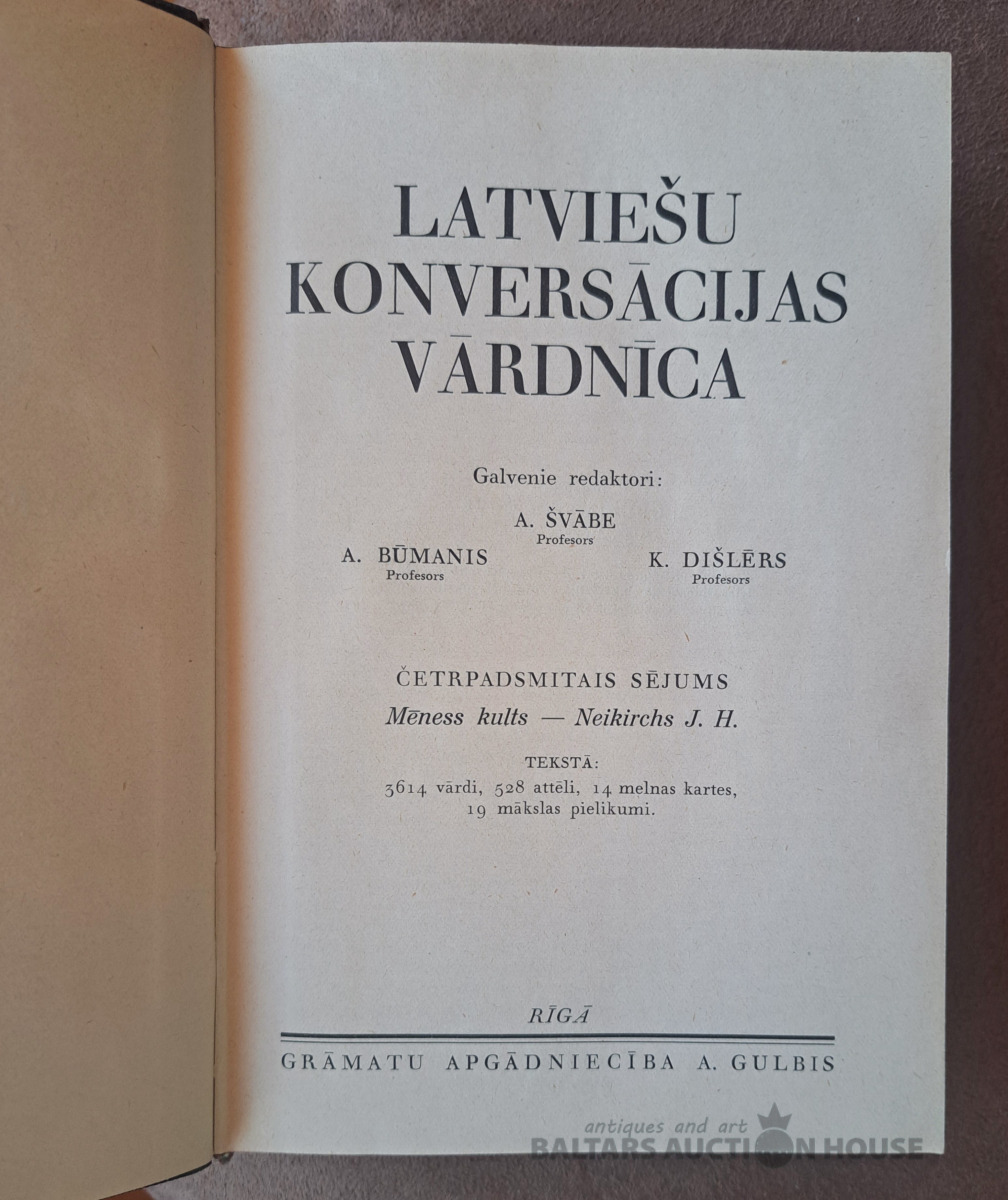 LATVIEŠU
KONVERSĀCIJAS
VĀRDNĪCA
Galvenie redaktori:
A. ŠVĀBE
Profesors
A. BŪMANIS
Profesors
K. DIŠLĒRS
Profesors
ČETRPADSMITAIS SĒJUMS
Mēness kults — Neikirchs J. H.
TEKSTĀ:
3614 vārdi, 528 attēli, 14 melnas kartes,
19 mākslas pielikumi.
RĪGĀ
GRĀMATU APGĀDNIECĪBA A. GULBIS
antiques and art
BALTARS AUCTION HOUSE